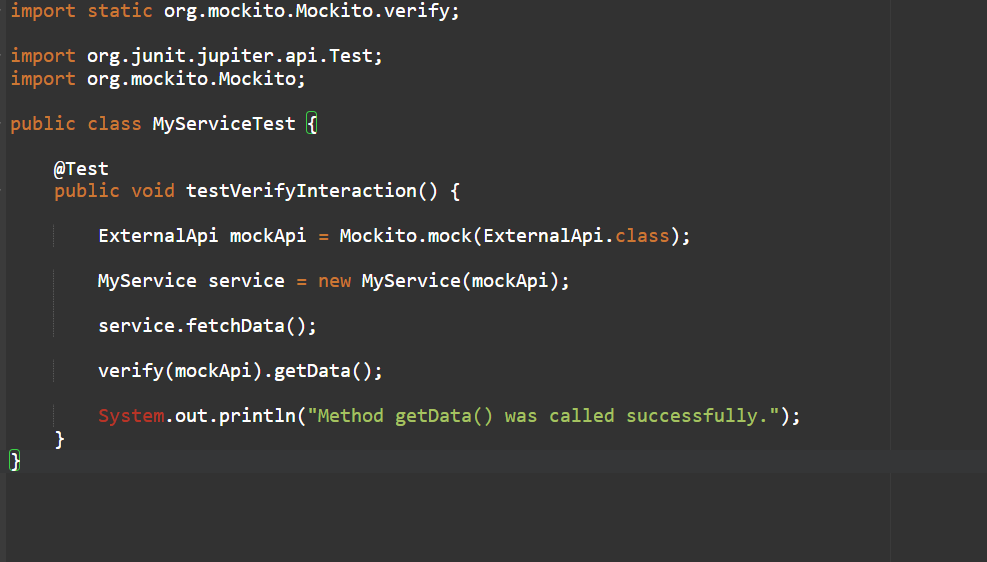 import static org.mockito.Mockito.verify;
import org.junit.jupiter.api.Test;
import org.mockito.Mockito;
public class MyServiceTest {
@Test
public void testVerifyInteraction() {
ExternalApi mockApi = Mockito.mock(ExternalApi.class);
MyService service = new MyService(mockApi);
service.fetchData();
verify(mockApi).getData();
System.out.println("Method getData() was called successfully.");
}
}